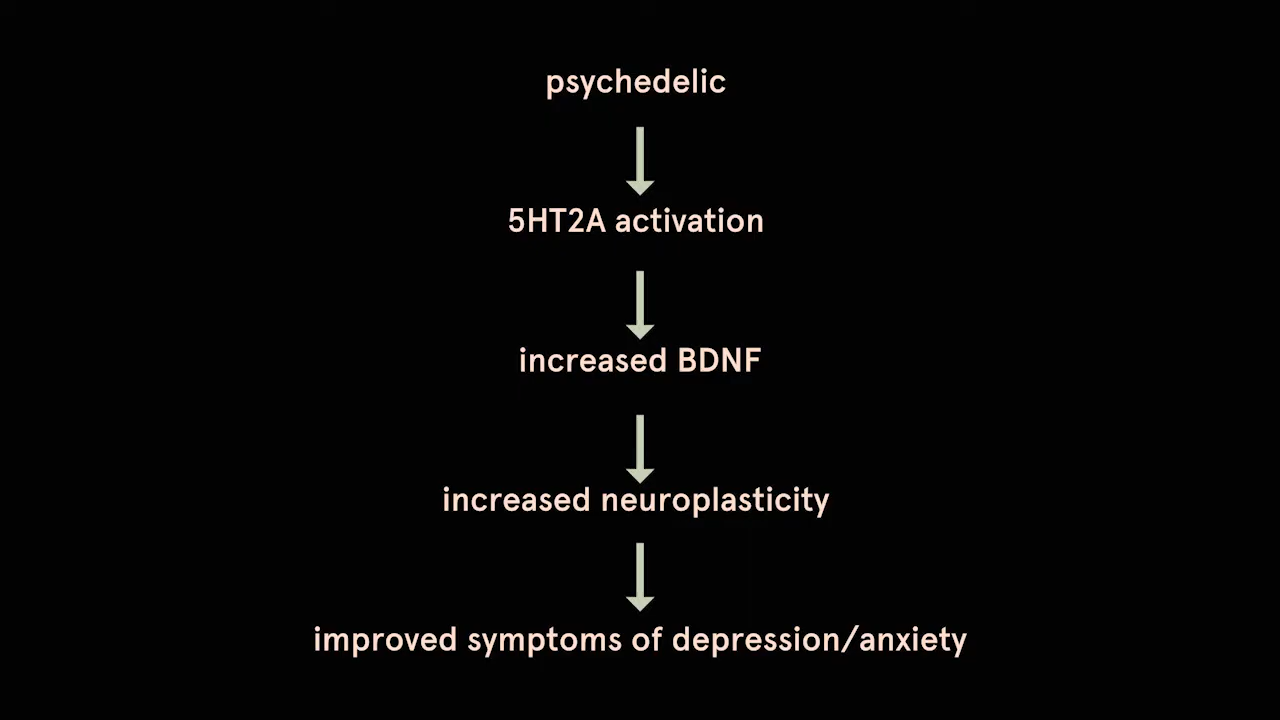 psychedelic
5HT2A activation
increased BDNF
increased neuroplasticity
improved symptoms of depression/anxiety